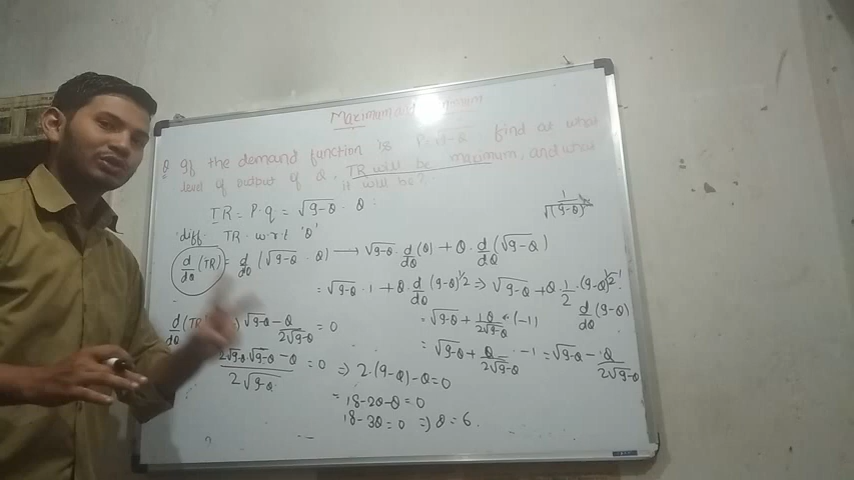 Maximum
Q If the demand function is find at what
level of output of Q, TR will be maximum, and what
it will be?
TR = P·q = √9-Q · Q
1/√(9-Q)
diff. TR w.r.t 'Q'
d/dQ (TR) = d/dQ (√9-Q · Q) → √9-Q · d/dQ (Q) + Q · d/dQ (√9-Q)
= √9-Q · 1 + Q · d/dQ (9-Q)^1/2 ⇒ √9-Q + Q · 1/2 · (9-Q)^1/2-1 · d/dQ (9-Q)
= √9-Q + 1Q/2√9-Q × (-1)
= √9-Q + Q/2√9-Q · -1 = √9-Q - Q/2√9-Q
d/dQ (TR) √9-Q - Q/2√9-Q = 0
2√9-Q √9-Q - Q/2√9-Q = 0 ⇒ 2·(9-Q)-Q=0
= 18-2Q-Q=0
18-3Q=0 ⇒ Q=6.